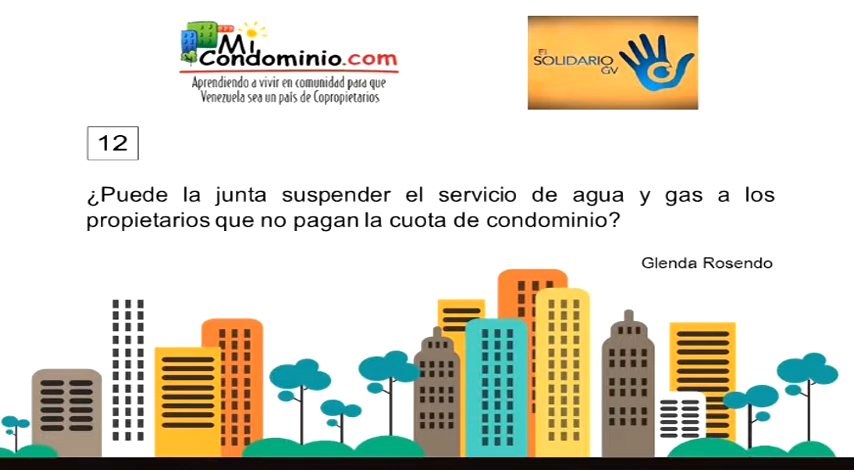 Mi
Condominio.com
Aprendiendo a vivir en comunidad para que
Venezuela sea un país de Copropietarios
El
SOLIDARIO
GV
12
¿Puede la junta suspender el servicio de agua y gas a los
propietarios que no pagan la cuota de condominio?
Glenda Rosendo